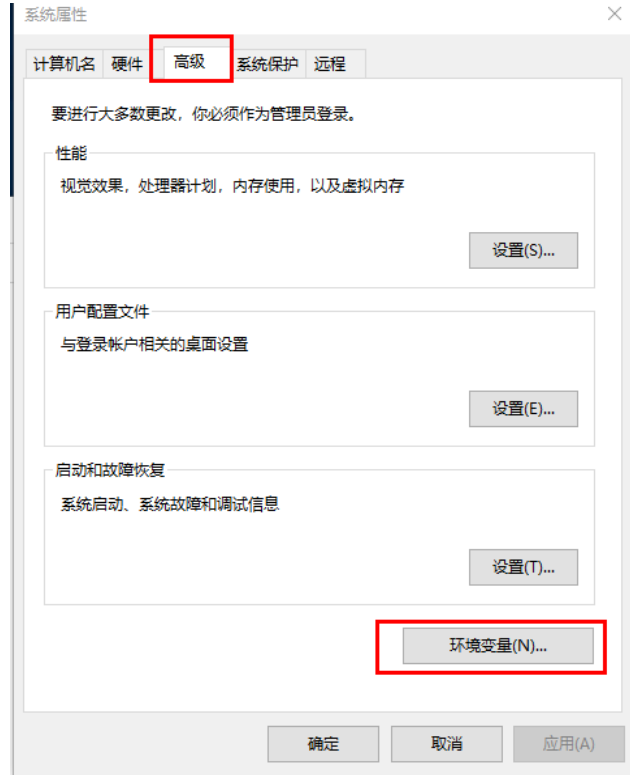 系统属性
计算机名 硬件 高级 系统保护 远程
要进行大多数更改，你必须作为管理员登录。
性能
视觉效果，处理器计划，内存使用，以及虚拟内存
设置(S)...
用户配置文件
与登录帐户相关的桌面设置
设置(E)...
启动和故障恢复
系统启动、系统故障和调试信息
设置(T)...
环境变量(N)...
确定 取消 应用(A)